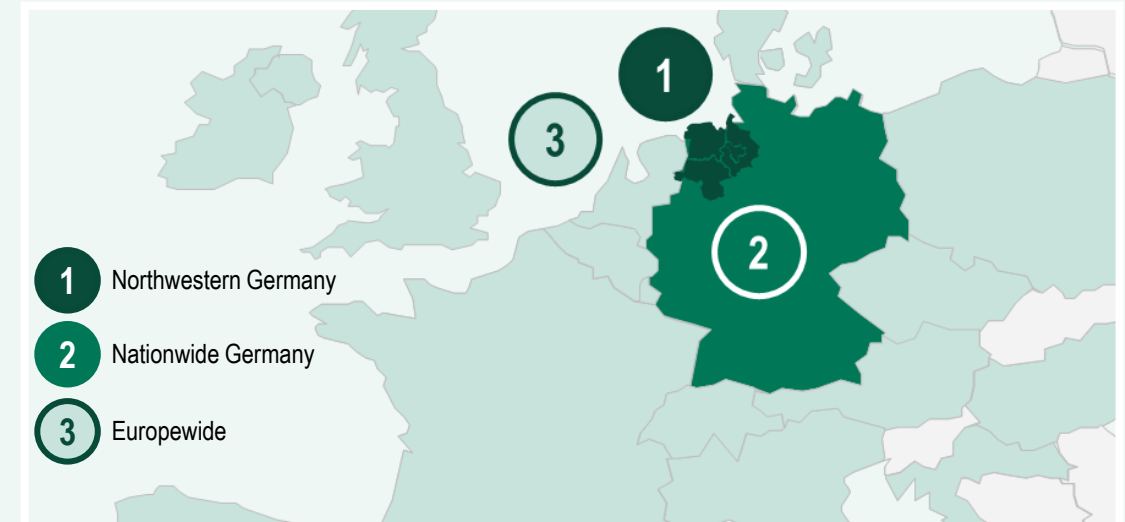 1
3
2
1 Northwestern Germany
2 Nationwide Germany
3 Europewide